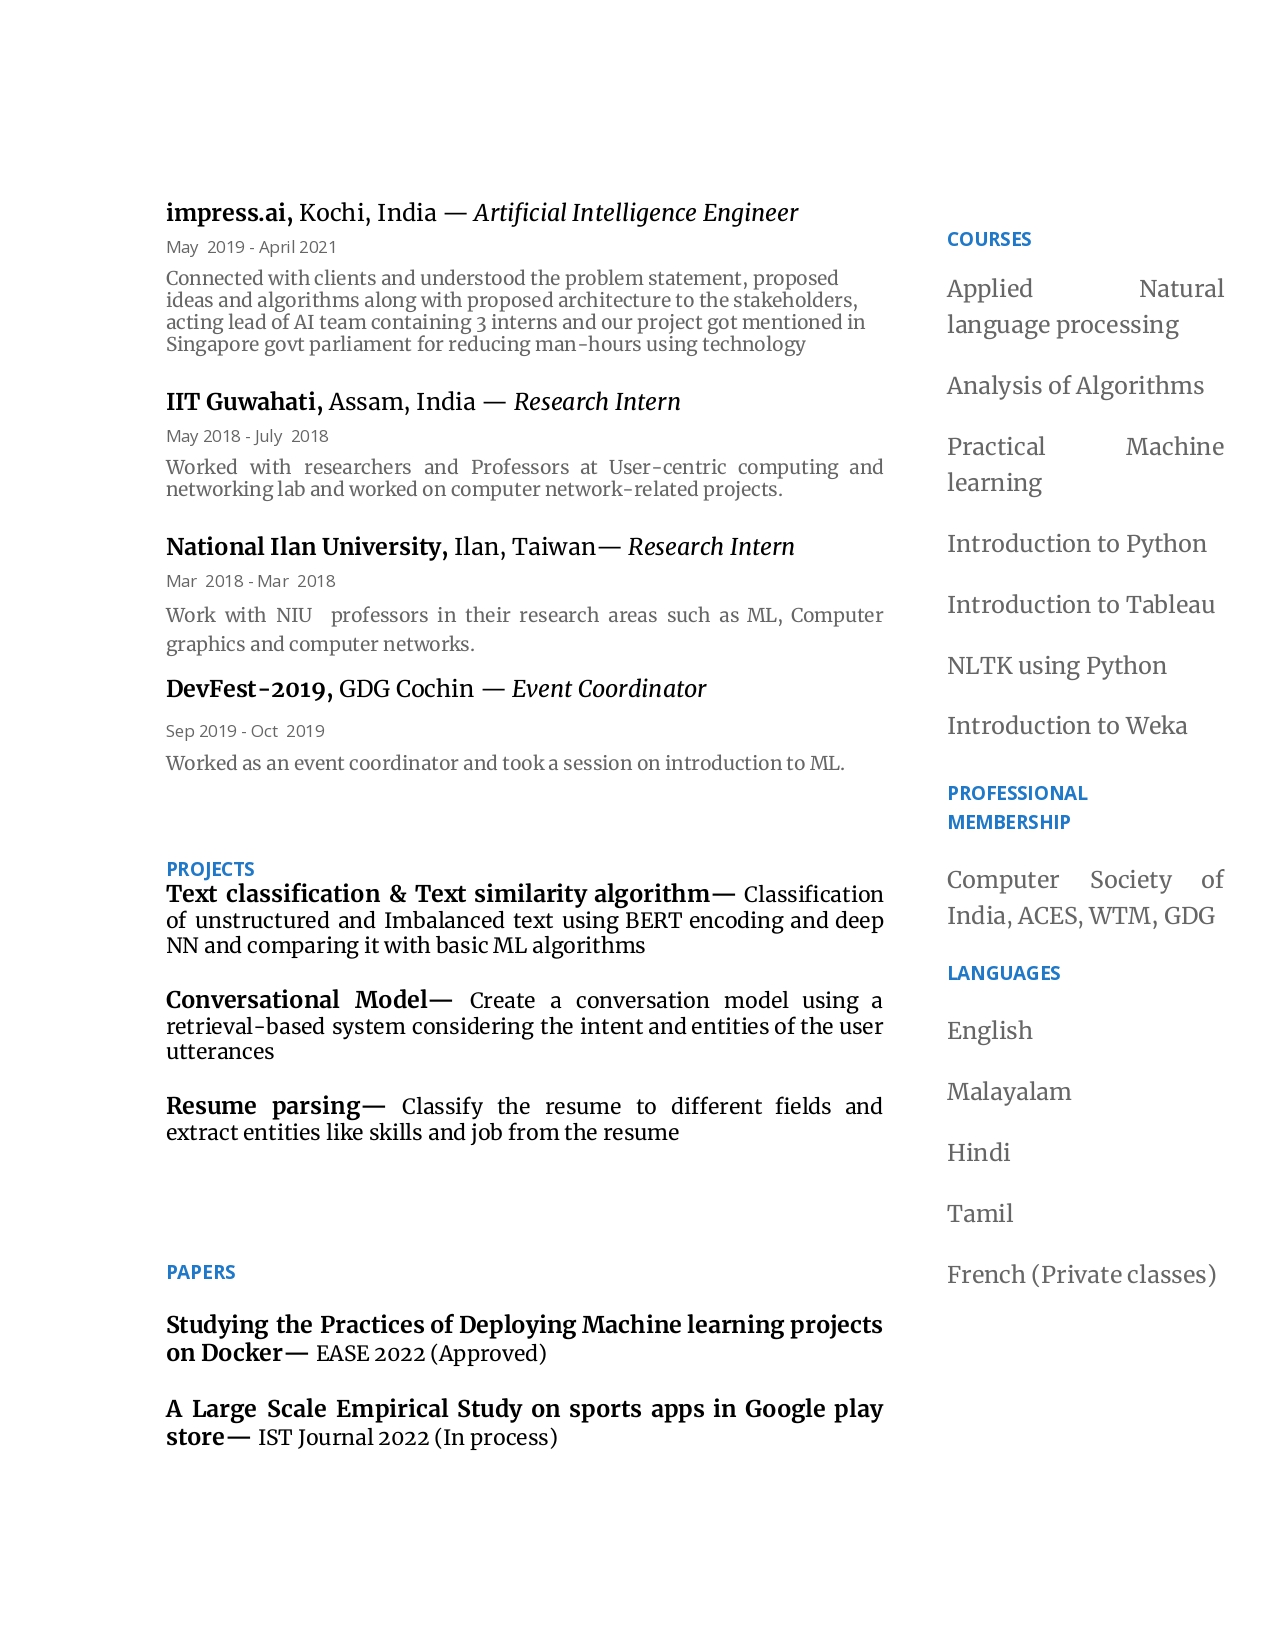 impress.ai, Kochi, India — Artificial Intelligence Engineer
May 2019 - April 2021
Connected with clients and understood the problem statement, proposed
ideas and algorithms along with proposed architecture to the stakeholders,
acting lead of AI team containing 3 interns and our project got mentioned in
Singapore govt parliament for reducing man-hours using technology
IIT Guwahati, Assam, India — Research Intern
May 2018 - July 2018
Worked with researchers and Professors at User-centric computing and
networking lab and worked on computer network-related projects.
National Ilan University, Ilan, Taiwan— Research Intern
Mar 2018 - Mar 2018
Work with NIU professors in their research areas such as ML, Computer
graphics and computer networks.
DevFest-2019, GDG Cochin — Event Coordinator
Sep 2019 - Oct 2019
Worked as an event coordinator and took a session on introduction to ML.
PROJECTS
Text classification & Text similarity algorithm— Classification
of unstructured and Imbalanced text using BERT encoding and deep
NN and comparing it with basic ML algorithms
Conversational Model— Create a conversation model using a
retrieval-based system considering the intent and entities of the user
utterances
Resume parsing— Classify the resume to different fields and
extract entities like skills and job from the resume
PAPERS
Studying the Practices of Deploying Machine learning projects
on Docker— EASE 2022 (Approved)
A Large Scale Empirical Study on sports apps in Google play
store— IST Journal 2022 (In process)
COURSES
Applied Natural
language processing
Analysis of Algorithms
Practical Machine
learning
Introduction to Python
Introduction to Tableau
NLTK using Python
Introduction to Weka
PROFESSIONAL
MEMBERSHIP
Computer Society of
India, ACES, WTM, GDG
LANGUAGES
English
Malayalam
Hindi
Tamil
French (Private classes)